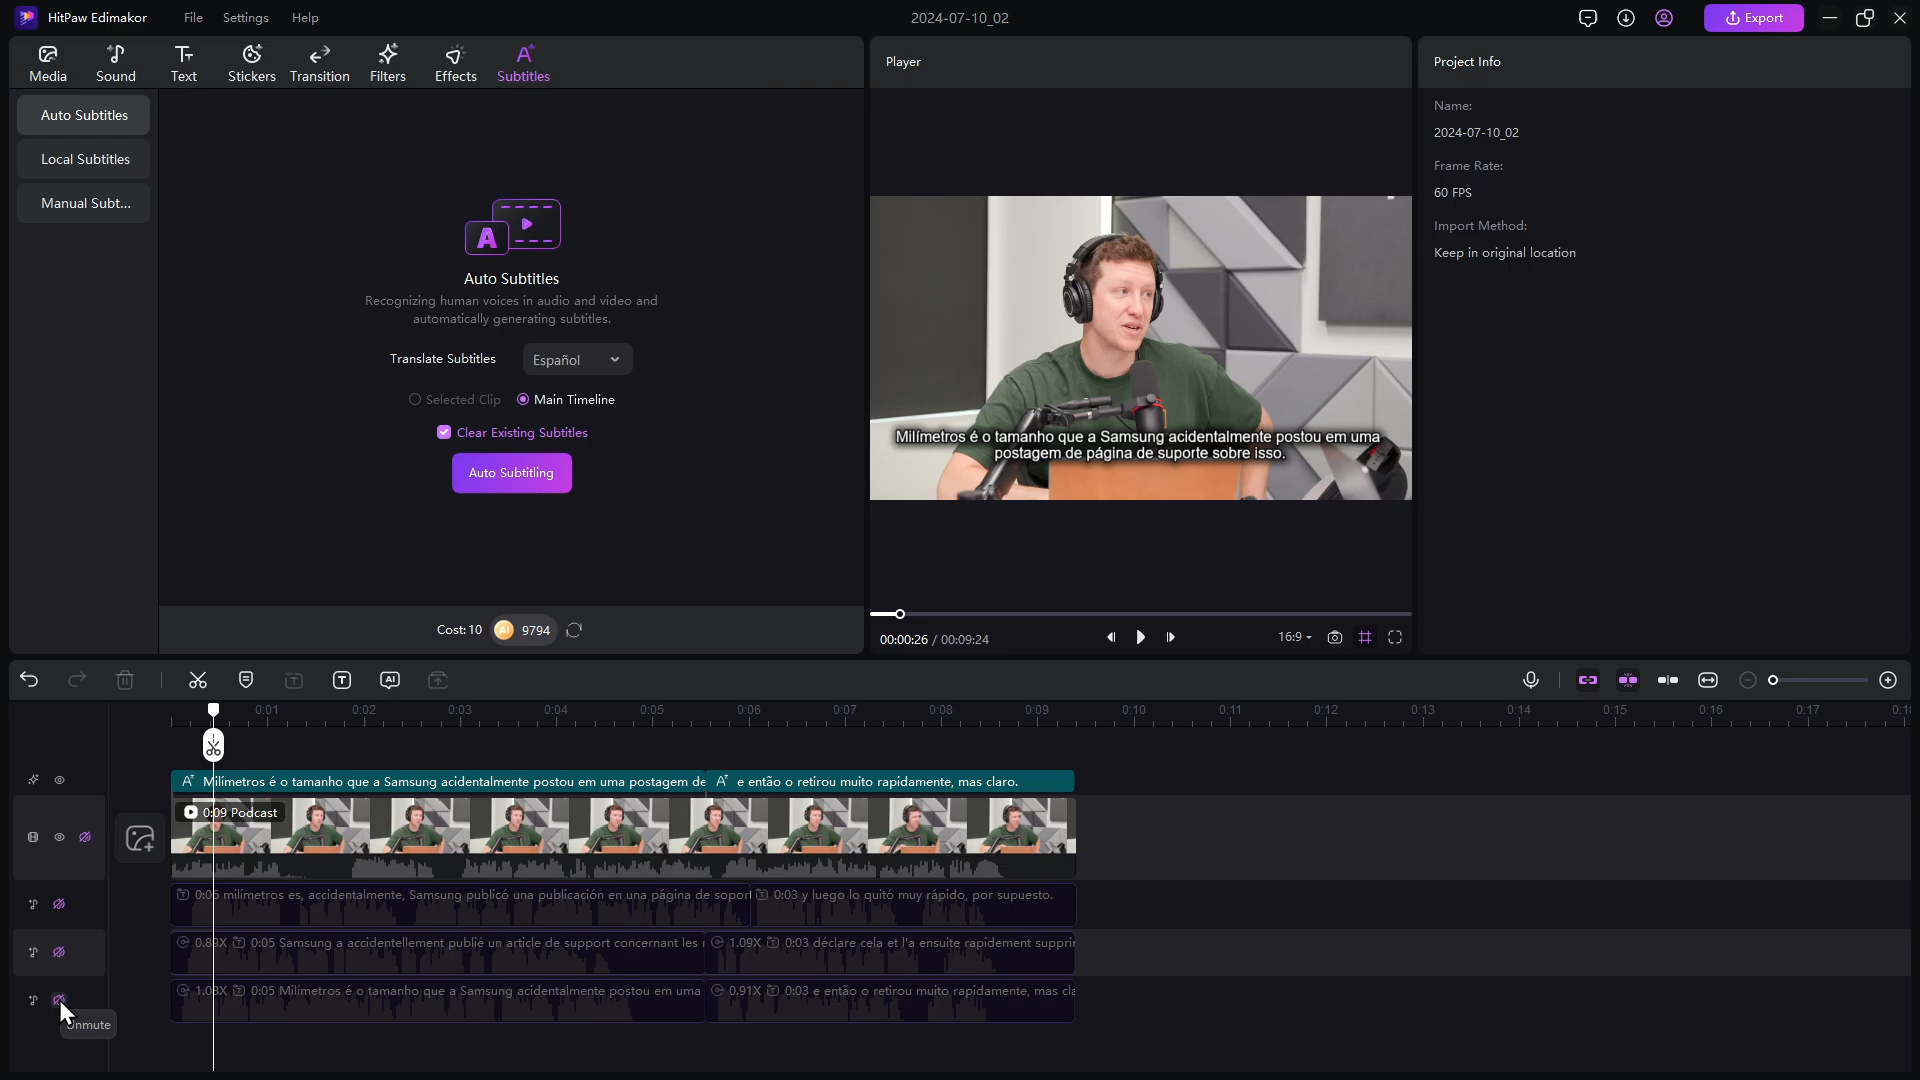 HitPaw Edimakor
File
Settings
Help
2024-07-10_02
Export
Media
Sound
Text
Stickers
Transition
Filters
Effects
Subtitles
Auto Subtitles
Local Subtitles
Manual Subt...
A
Auto Subtitles
Recognizing human voices in audio and video and
automatically generating subtitles.
Translate Subtitles
Español
Selected Clip
Main Timeline
Clear Existing Subtitles
Auto Subtitling
Cost: 10
AI
9794
Player
Milímetros é o tamanho que a Samsung acidentalmente postou em uma
postagem de página de suporte sobre isso.
00:00:26 / 00:09:24
16:9
Project Info
Name:
2024-07-10_02
Frame Rate:
60 FPS
Import Method:
Keep in original location
0:01
0:02
0:03
0:04
0:05
0:06
0:07
0:08
0:09
0:10
0:11
0:12
0:13
0:14
0:15
0:16
0:17
Milímetros é o tamanho que a Samsung acidentalmente postou em uma postagem de
e então o retirou muito rapidamente, mas claro.
0:09 Podcast
milímetros es, accidentalmente, Samsung publicó una publicación en una página de soport
0:03 y luego lo quitó muy rápido, por supuesto.
0:05 Samsung a accidentellement publié un article de support concernant les
1.09X
0:03 déclare cela et l'a ensuite rapidement supprir
0:05 Milímetros é o tamanho que a Samsung acidentalmente postou em uma
0.91X
0:03 e então o retirou muito rapidamente, mas cla
Unmute